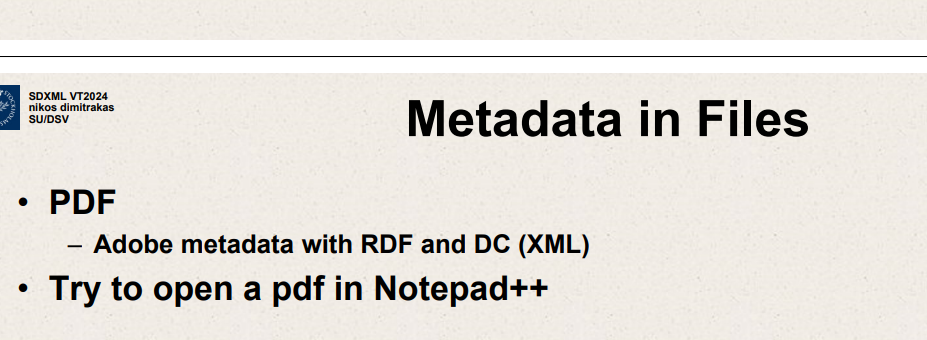 SDXML VT2024
nikos dimitrakas
SU/DSV
Metadata in Files
• PDF
– Adobe metadata with RDF and DC (XML)
• Try to open a pdf in Notepad++